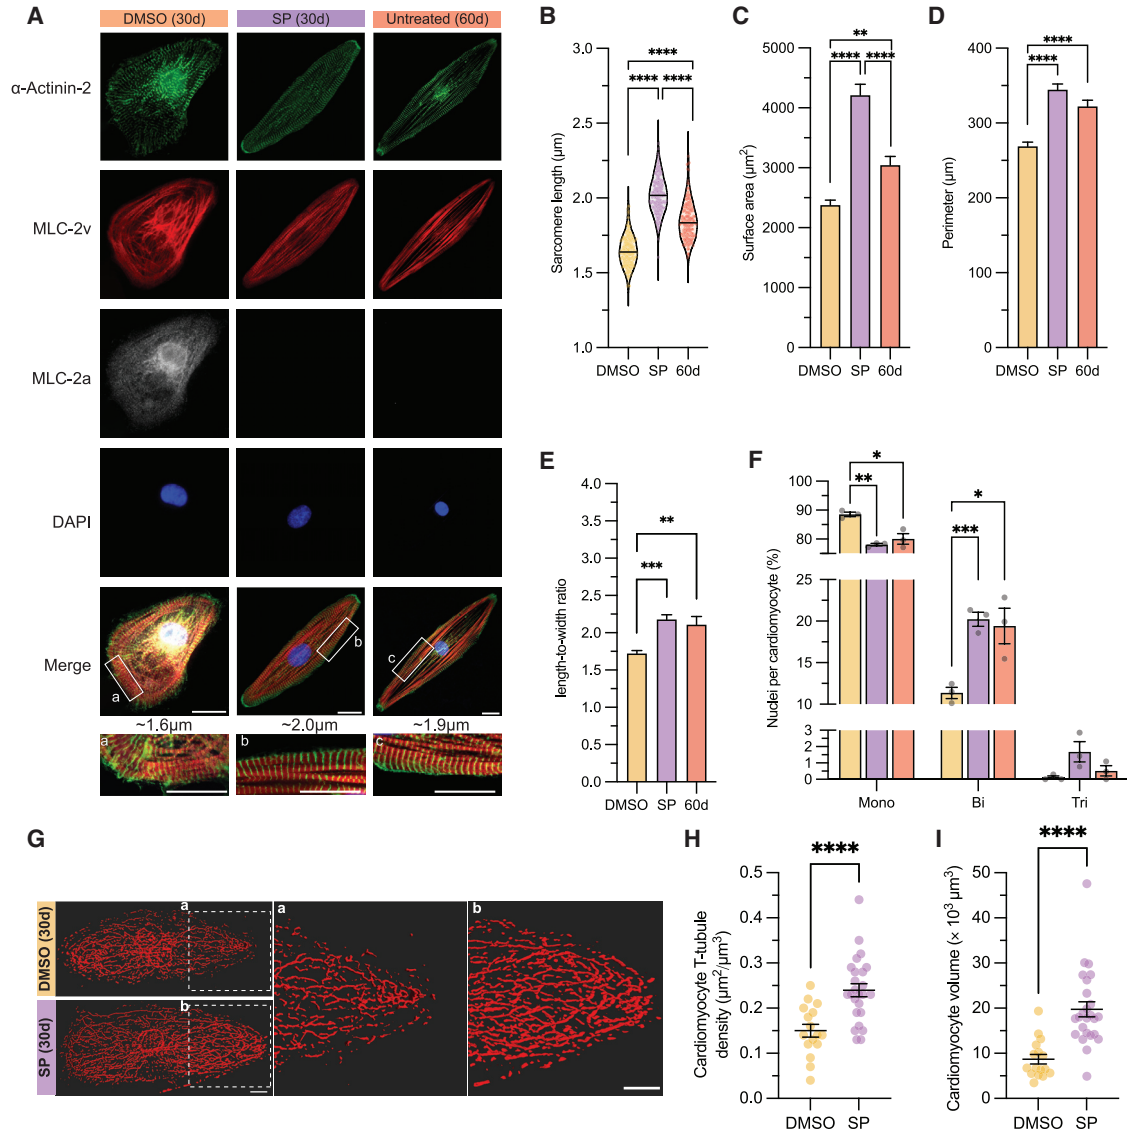 A
DMSO (30d)
SP (30d)
Untreated (60d)
α-Actinin-2
MLC-2v
MLC-2a
DAPI
Merge
a
b
c
~1.6μm
~2.0μm
~1.9μm
a
b
c
B
Sarcomere length (μm)
3.0
2.5
2.0
1.5
1.0
****
**** ****
DMSO SP 60d
C
Surface area (μm²)
5000
4000
3000
2000
1000
0
**
**** ****
DMSO SP 60d
D
Perimeter (μm)
400
300
200
100
0
****
****
DMSO SP 60d
E
length-to-width ratio
4.0
3.5
3.0
2.5
2.0
1.5
1.0
0.5
0.0
**
***
DMSO SP 60d
F
Nuclei per cardiomyocyte (%)
100
90
80
25
20
15
10
3
2
1
0
*
**
*
***
Mono Bi Tri
G
DMSO (30d)
SP (30d)
a
b
a
b
H
Cardiomyocyte T-tubule
density (μm²/μm³)
0.5
0.4
0.3
0.2
0.1
0.0
****
DMSO SP
I
Cardiomyocyte volume (× 10³ μm³)
50
40
30
20
10
0
****
DMSO SP